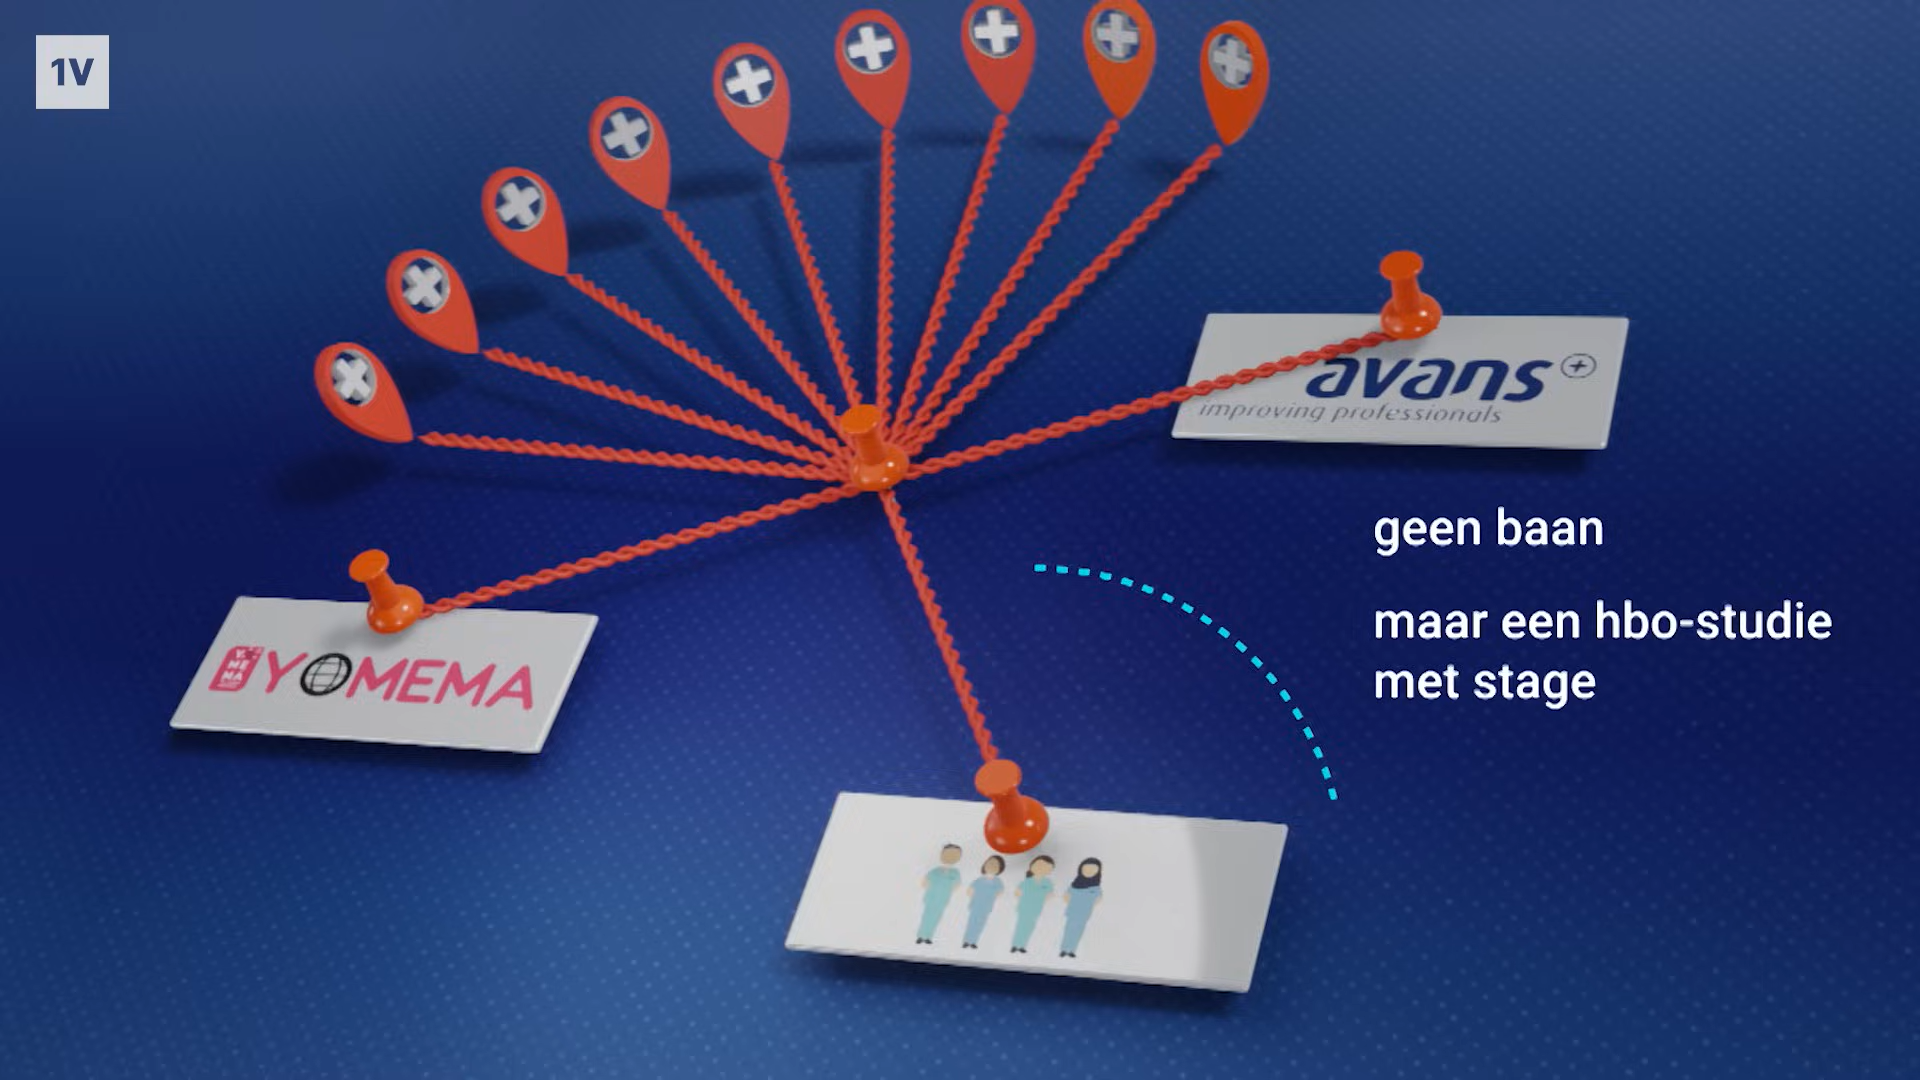 1V
avans+
improving professionals
geen baan
maar een hbo-studie
met stage
YOMEMA